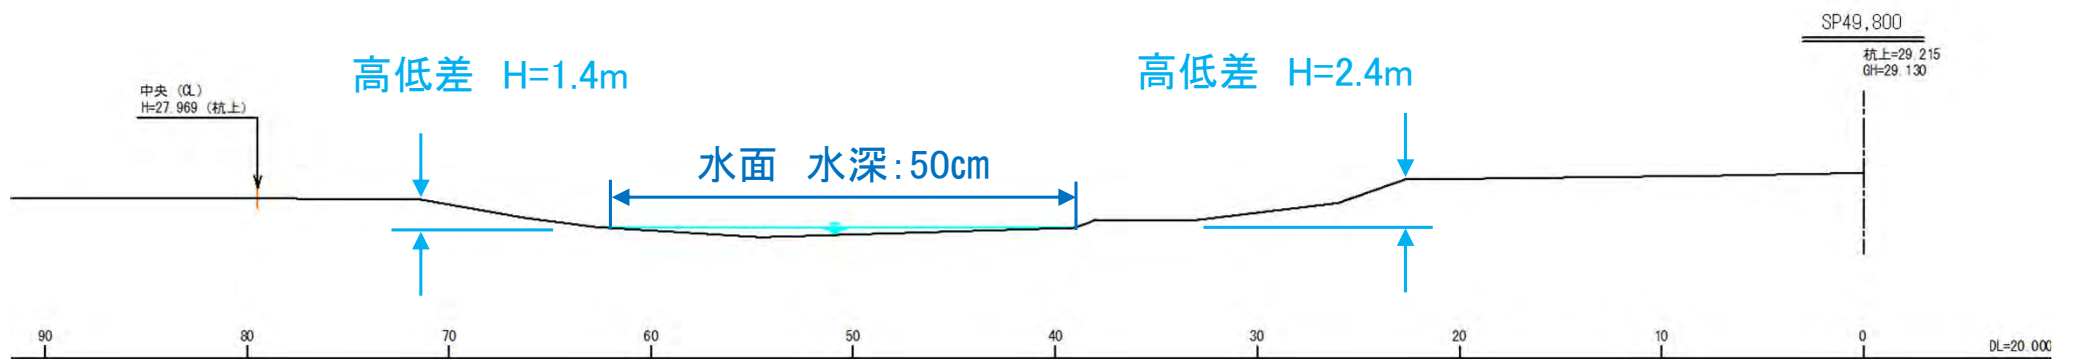 SP49,800
杭上=29.215
GH=29.130
高低差 H=1.4m
高低差 H=2.4m
中央 (CL)
H=27.969 (杭上)
水面 水深:50㎝
90 80 70 60 50 40 30 20 10 0
DL=20.000